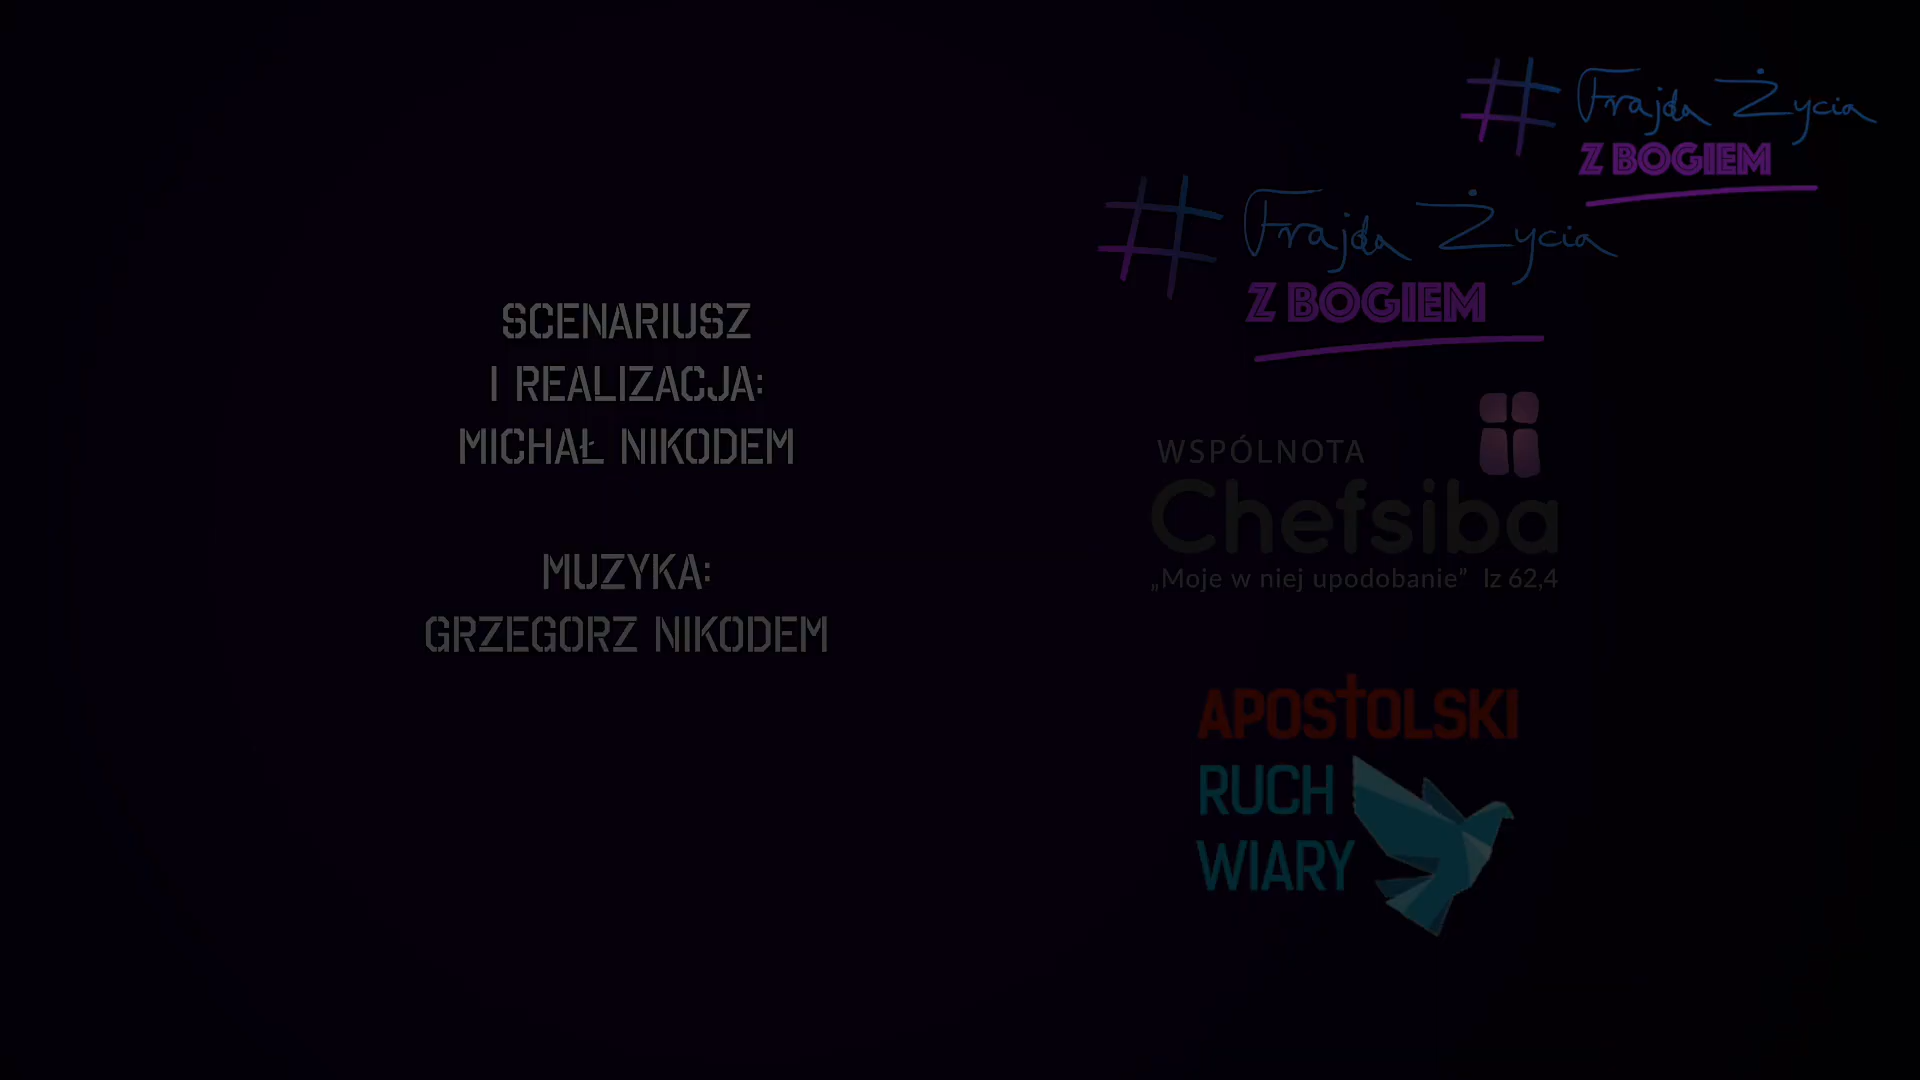 SCENARIUSZ
I REALIZACJA:
MICHAŁ NIKODEM
MUZYKA:
GRZEGORZ NIKODEM
# Frajda Życia
Z BOGIEM
# Frajda Życia
Z BOGIEM
WSPÓLNOTA
Chefsiba
„Moje w niej upodobanie” Iz 62,4
APOSTOLSKI
RUCH
WIARY